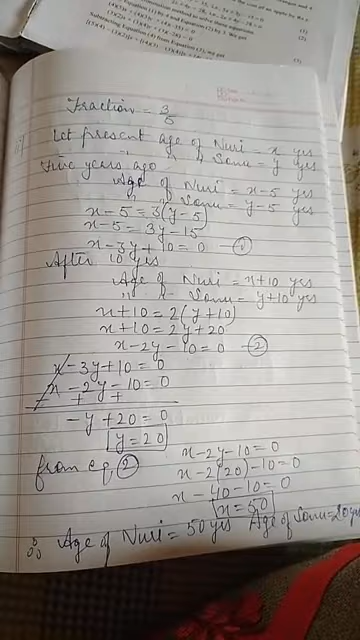 Fraction = 3/5
Let present age of Nuri = x yrs
" " " Sonu = y yrs
Five years ago
Age of Nuri = x-5 yrs
" " Sonu = y-5 yrs
x-5 = 3(y-5)
x-5 = 3y-15
x-3y+10=0 -①
After 10 yrs
Age of Nuri = x+10 yrs
" " Sonu = y+10 yrs
x+10 = 2(y+10)
x+10 = 2y+20
x-2y-10=0 -②
x-3y+10=0
x-2y-10=0
- + +
-y+20=0
y=20
from eq ②
x-2y-10=0
x-2(20)-10=0
x-40-10=0
x=50
∴ Age of Nuri = 50 yrs Age of Sonu = 20 yrs